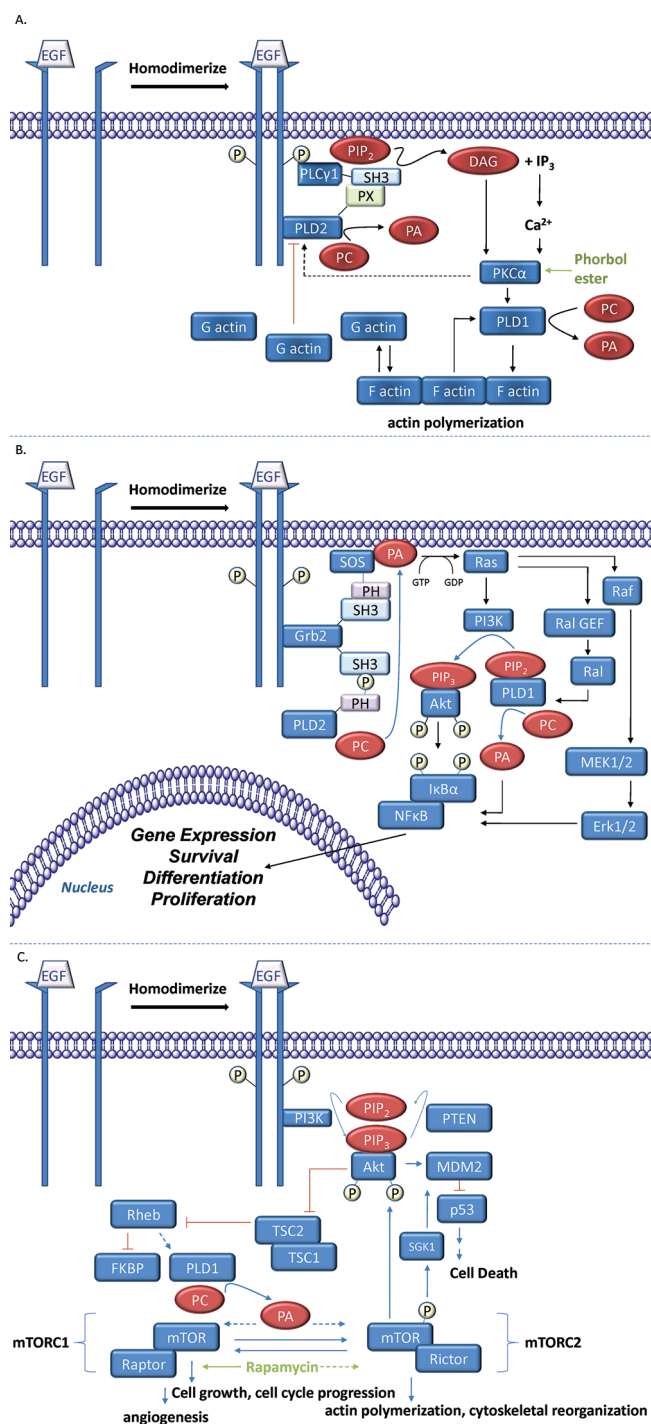 A.
EGF
Homodimerize
EGF
P
P
PIP2
DAG
+ IP3
PLCγ1
SH3
PX
Ca2+
PLD2
PA
PC
PKCα
Phorbol
ester
G actin
G actin
G actin
PLD1
PC
PA
F actin
F actin
F actin
actin polymerization
B.
EGF
Homodimerize
EGF
P
P
SOS
PA
GTP
GDP
Ras
Raf
PH
SH3
Grb2
PI3K
Ral GEF
SH3
P
PH
PIP3
Akt
P
P
PIP2
PLD1
Ral
PLD2
PC
PC
PA
MEK1/2
P
P
IκBα
NFκB
Erk1/2
Gene Expression
Survival
Differentiation
Proliferation
Nucleus
C.
EGF
Homodimerize
EGF
P
P
PI3K
PIP2
PTEN
PIP3
Akt
P
P
MDM2
p53
Rheb
TSC2
TSC1
SGK1
Cell Death
FKBP
PLD1
PC
PA
P
mTORC1
mTOR
Raptor
mTOR
Rictor
mTORC2
Rapamycin
Cell growth, cell cycle progression
angiogenesis
actin polymerization, cytoskeletal reorganization